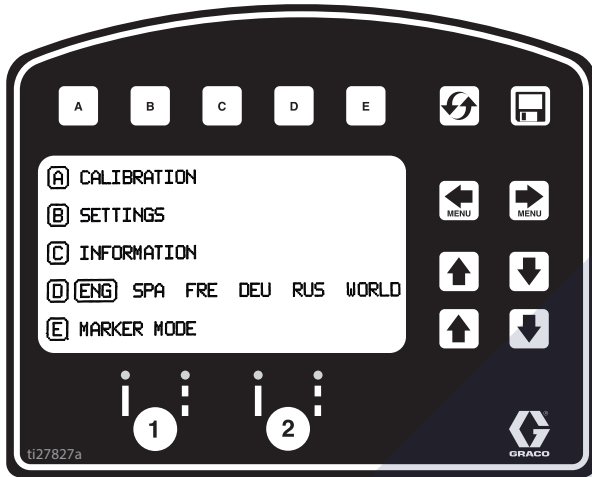 A B C D E
A CALIBRATION
MENU MENU
B SETTINGS
C INFORMATION
D ENG SPA FRE DEU RUS WORLD
E MARKER MODE
1 2
ti27827a
G
GRACO